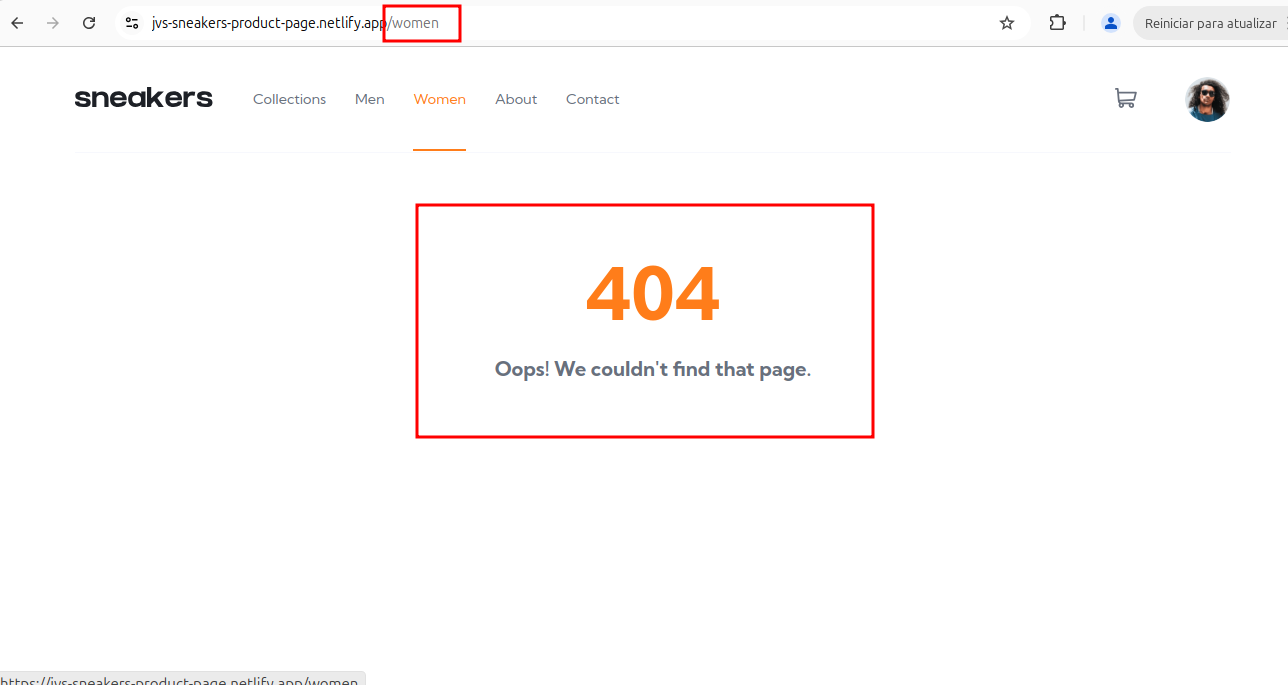 jvs-sneakers-product-page.netlify.app/women
Reiniciar para atualizar
sneakers Collections Men Women About Contact
404
Oops! We couldn't find that page.
https://jvs-sneakers-product-page.netlify.app/women